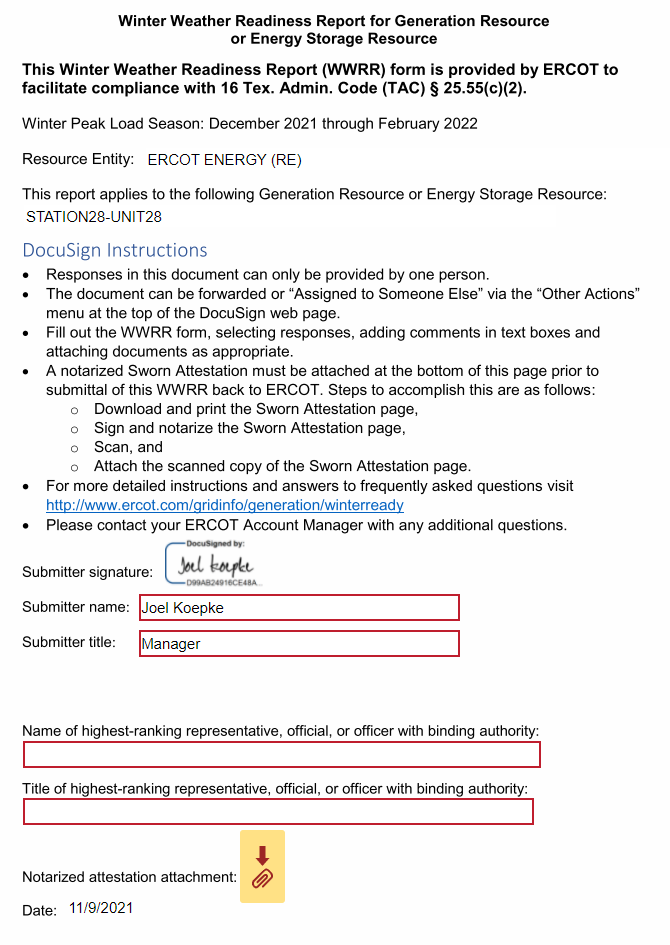 Winter Weather Readiness Report for Generation Resource
or Energy Storage Resource
This Winter Weather Readiness Report (WWRR) form is provided by ERCOT to
facilitate compliance with 16 Tex. Admin. Code (TAC) § 25.55(c)(2).
Winter Peak Load Season: December 2021 through February 2022
Resource Entity: ERCOT ENERGY (RE)
This report applies to the following Generation Resource or Energy Storage Resource:
STATION28-UNIT28
DocuSign Instructions
• Responses in this document can only be provided by one person.
• The document can be forwarded or “Assigned to Someone Else” via the “Other Actions”
menu at the top of the DocuSign web page.
• Fill out the WWRR form, selecting responses, adding comments in text boxes and
attaching documents as appropriate.
• A notarized Sworn Attestation must be attached at the bottom of this page prior to
submittal of this WWRR back to ERCOT. Steps to accomplish this are as follows:
o Download and print the Sworn Attestation page,
o Sign and notarize the Sworn Attestation page,
o Scan, and
o Attach the scanned copy of the Sworn Attestation page.
• For more detailed instructions and answers to frequently asked questions visit
http://www.ercot.com/gridinfo/generation/winterready
• Please contact your ERCOT Account Manager with any additional questions.
DocuSigned by:
Submitter signature: Joel Koepke
D99AB24916CE48A...
Submitter name: Joel Koepke
Submitter title: Manager
Name of highest-ranking representative, official, or officer with binding authority:
Title of highest-ranking representative, official, or officer with binding authority:
Notarized attestation attachment:
Date: 11/9/2021